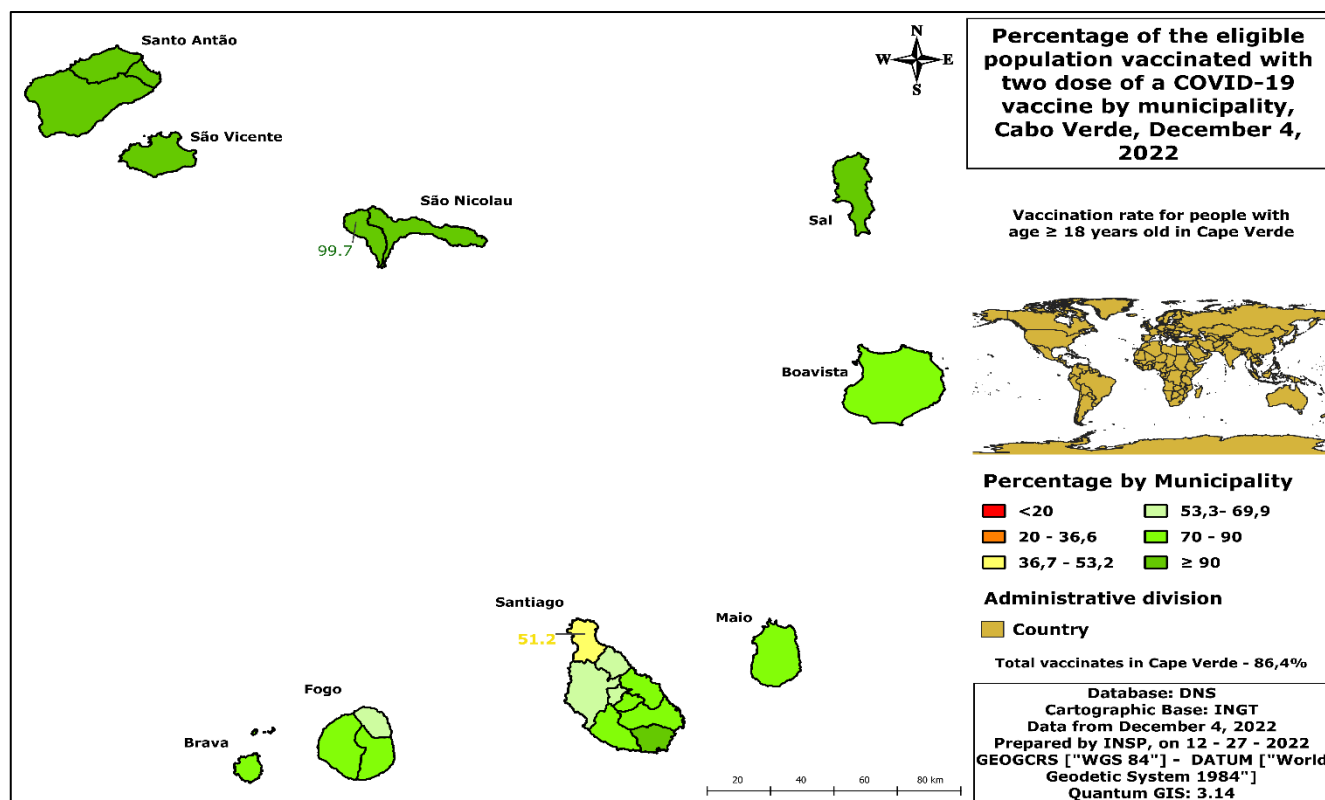 Santo Antão
São Vicente
São Nicolau
99.7
N
W E
S
Sal
Boavista
Santiago
51.2
Maio
Fogo
Brava
20 40 60 80 km
Percentage of the eligible
population vaccinated with
two dose of a COVID-19
vaccine by municipality,
Cabo Verde, December 4,
2022
Vaccination rate for people with
age ≥ 18 years old in Cape Verde
Percentage by Municipality
<20
20 - 36,6
36,7 - 53,2
53,3- 69,9
70 - 90
≥ 90
Administrative division
Country
Total vaccinates in Cape Verde - 86,4%
Database: DNS
Cartographic Base: INGT
Data from December 4, 2022
Prepared by INSP, on 12 - 27 - 2022
GEOGCRS ["WGS 84"] - DATUM ["World
Geodetic System 1984"]
Quantum GIS: 3.14